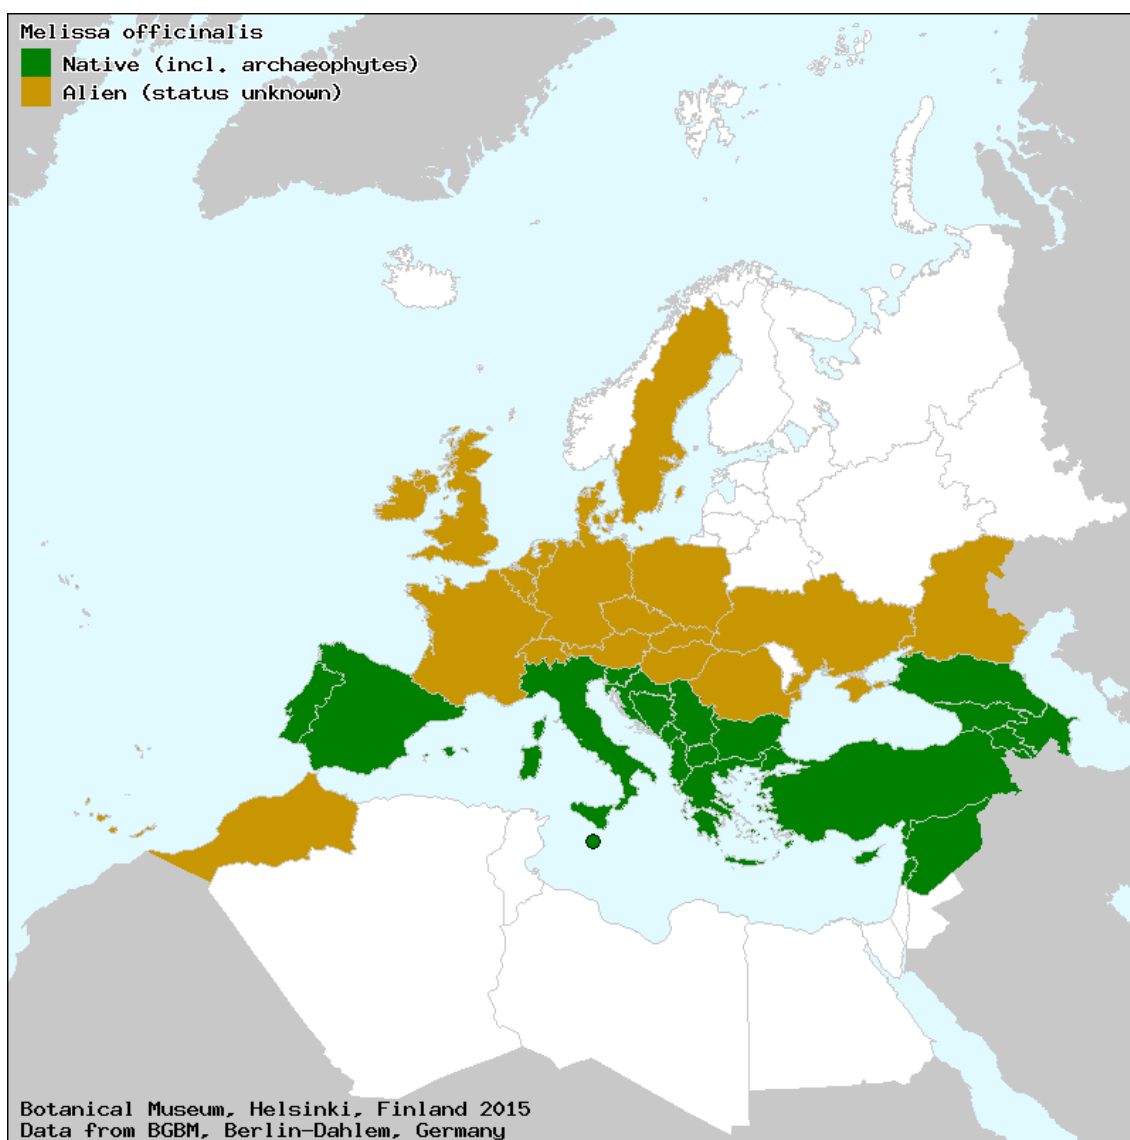 Melissa officinalis
Native (incl. archaeophytes)
Alien (status unknown)
Botanical Museum, Helsinki, Finland 2015
Data from BGBM, Berlin-Dahlem, Germany